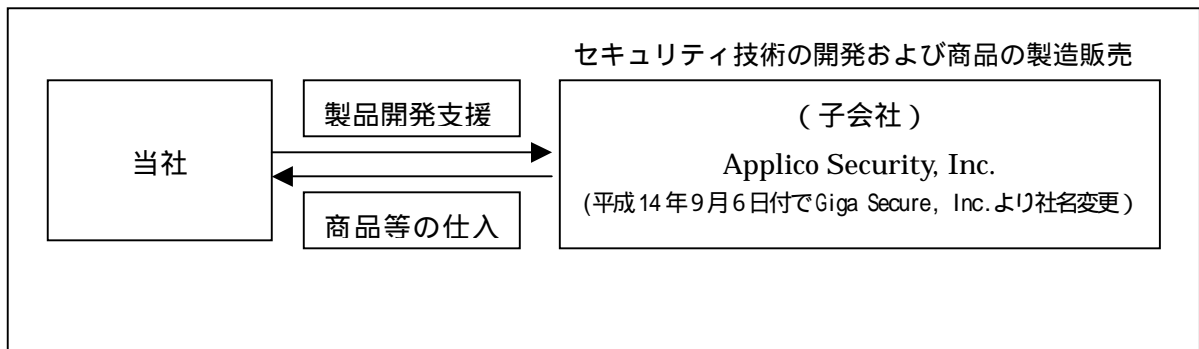 セキュリティ技術の開発および商品の製造販売
製品開発支援
当社
商品等の仕入
(子会社)
Applico Security, Inc.
(平成14年9月6日付でGiga Secure, Inc.より社名変更)